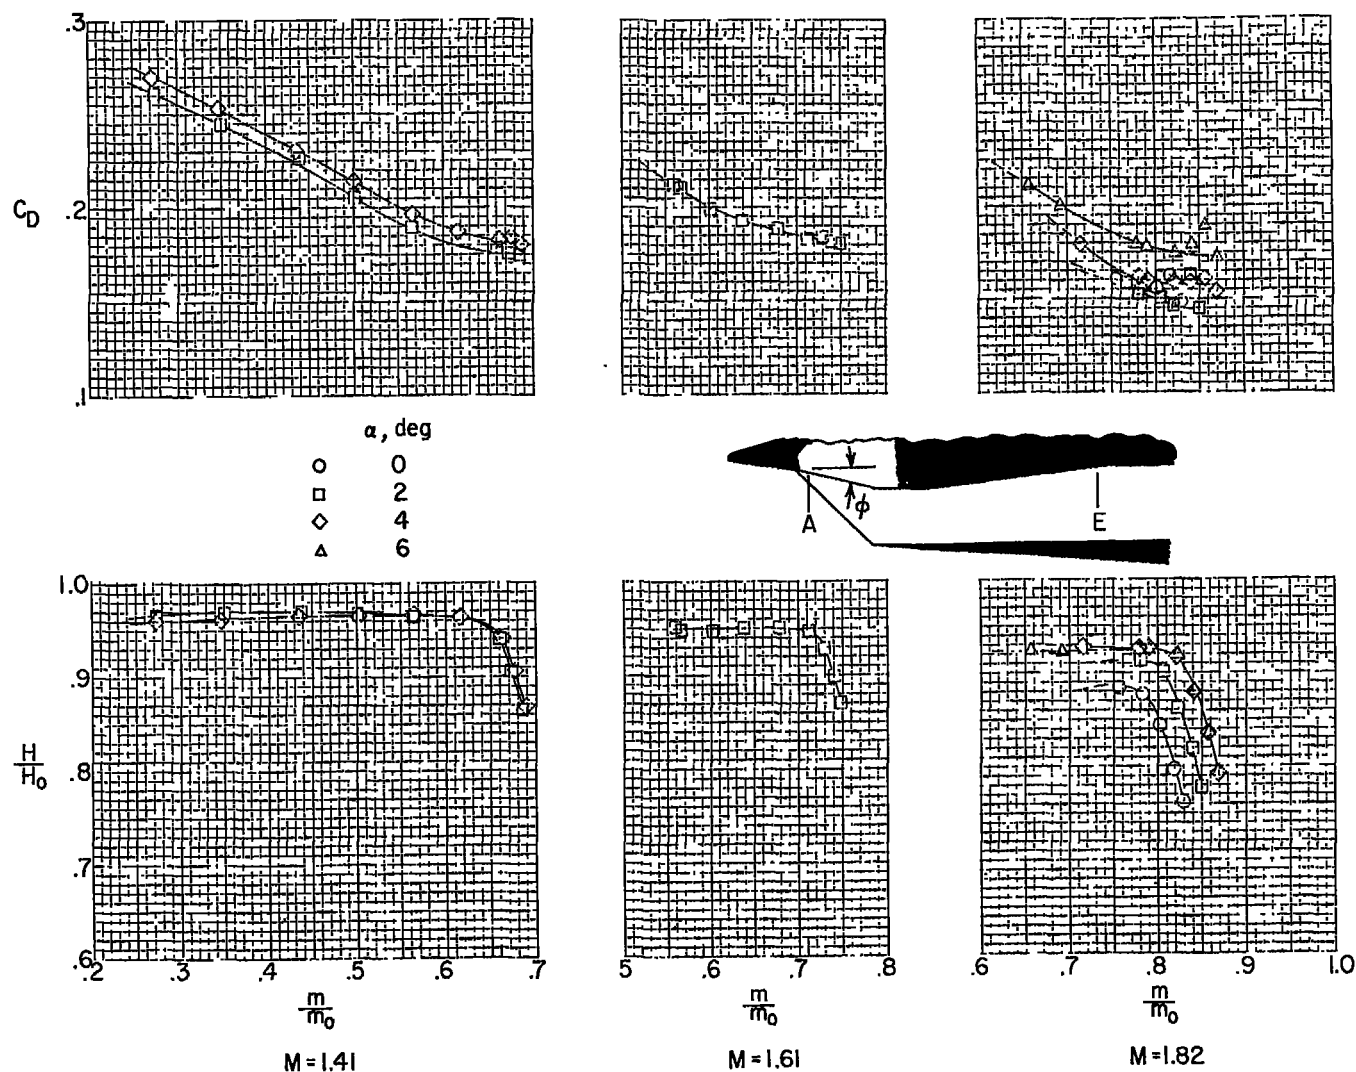 .3
C_D
.2
.1
α, deg
○ 0
□ 2
◇ 4
△ 6
A
ϕ
E
1.0
.9
H
H₀
.8
.7
.6
.2 .3 .4 .5 .6 .7
5 .6 .7 .8
.6 .7 .8 .9 1.0
m
m₀
m
m₀
m
m₀
M = 1.41
M = 1.61
M = 1.82